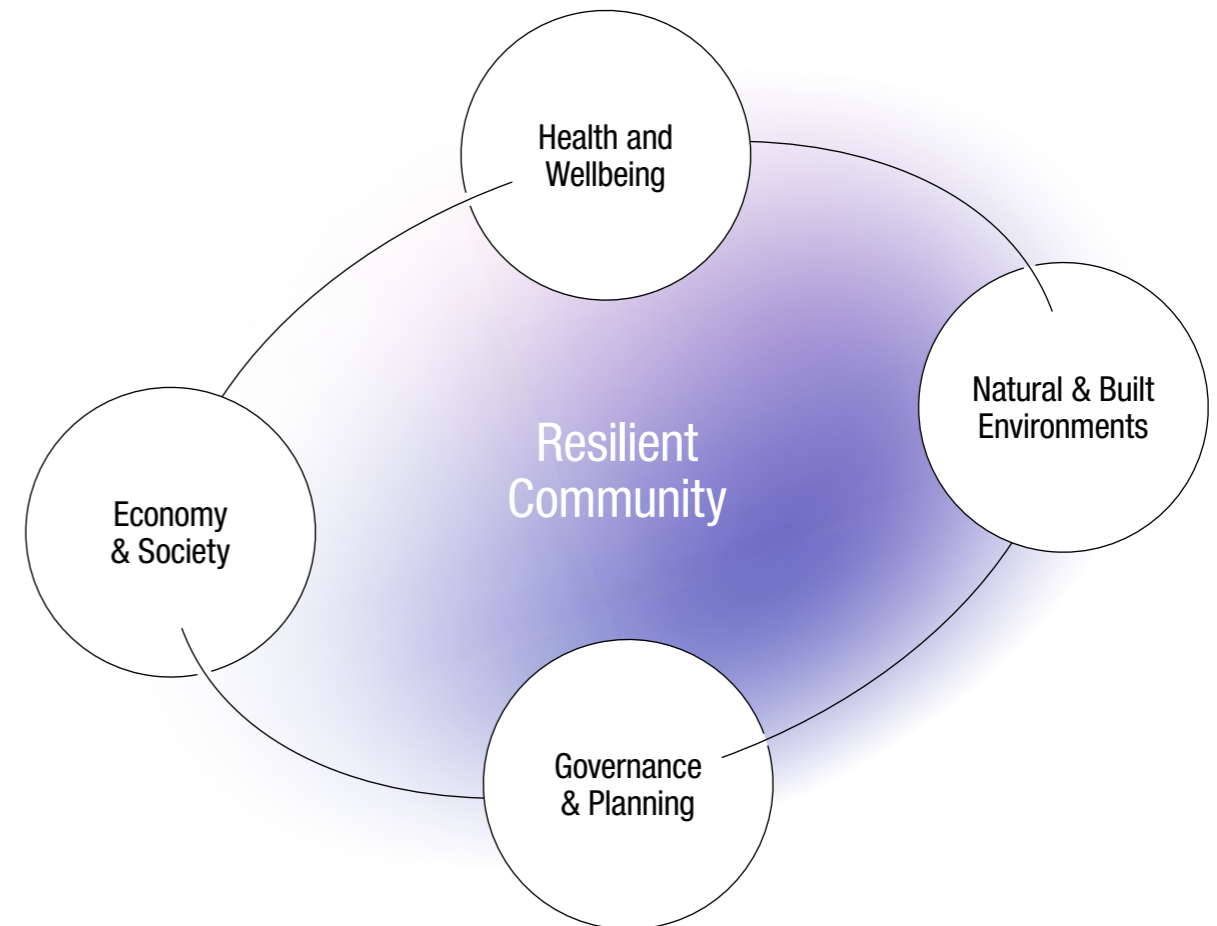 Health and
Wellbeing
Natural & Built
Environments
Resilient
Community
Economy
& Society
Governance
& Planning